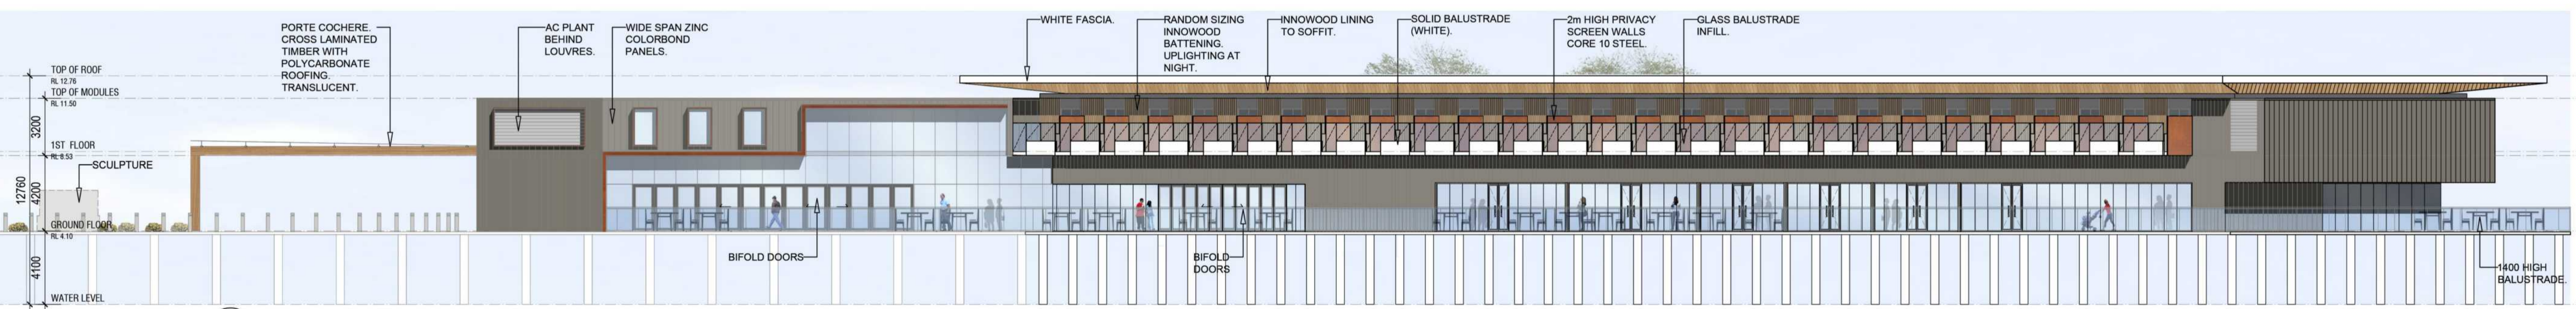 PORTE COCHERE.
CROSS LAMINATED
TIMBER WITH
POLYCARBONATE
ROOFING.
TRANSLUCENT.
AC PLANT
BEHIND
LOUVRES.
WIDE SPAN ZINC
COLORBOND
PANELS.
WHITE FASCIA.
RANDOM SIZING
INNOWOOD
BATTENING.
UPLIGHTING AT
NIGHT.
INNOWOOD LINING
TO SOFFIT.
SOLID BALUSTRADE
(WHITE).
2m HIGH PRIVACY
SCREEN WALLS
CORE 10 STEEL.
GLASS BALUSTRADE
INFILL.
TOP OF ROOF
RL 12.76
TOP OF MODULES
RL 11.50
3200
1ST FLOOR
RL 8.53
SCULPTURE
12760
4200
GROUND FLOOR
RL 4.10
4100
WATER LEVEL
BIFOLD DOORS
BIFOLD
DOORS
1400 HIGH
BALUSTRADE.